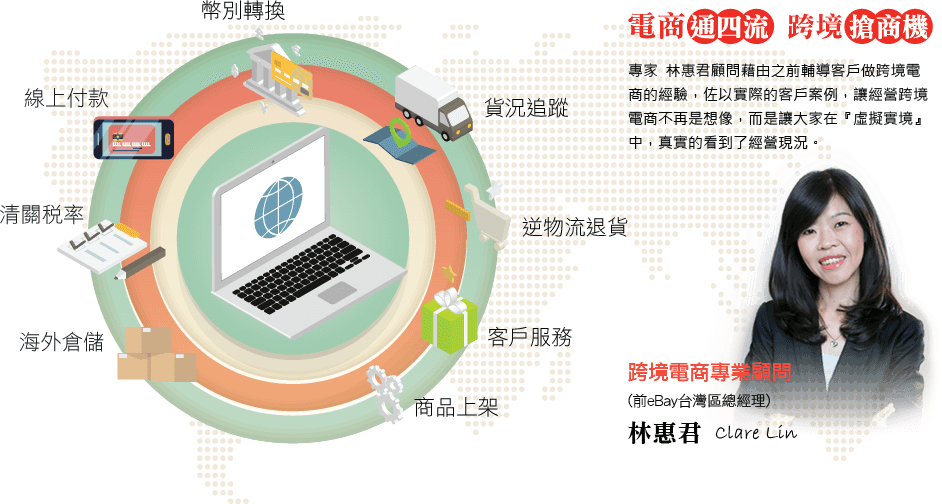 幣別轉換
線上付款
貨況追蹤
清關稅率
逆物流退貨
海外倉儲
客戶服務
商品上架
電商通四流 跨境搶商機
專家 林惠君顧問藉由之前輔導客戶做跨境電
商的經驗，佐以實際的客戶案例，讓經營跨境
電商不再是想像，而是讓大家在『虛擬實境』
中，真實的看到了經營現況。
跨境電商專業顧問
(前eBay台灣區總經理)
林惠君 Clare Lin